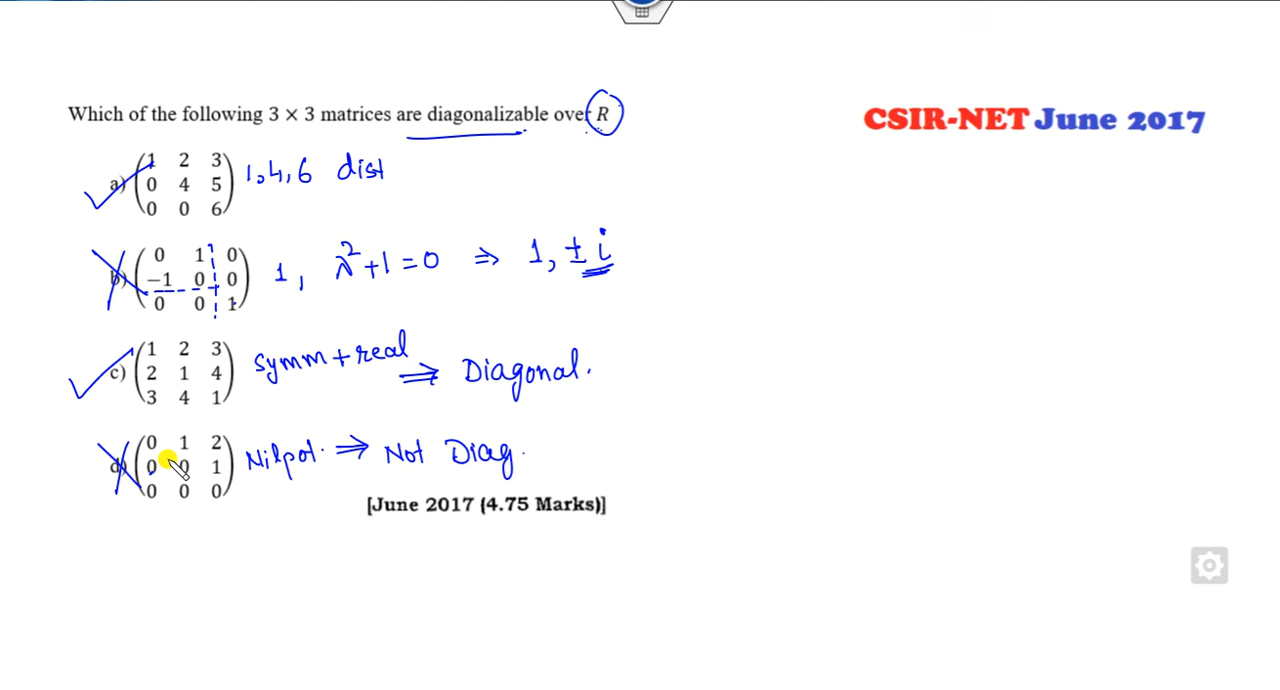 Which of the following 3 × 3 matrices are diagonalizable over R
CSIR-NET June 2017
a) (1 2 3
0 4 5
0 0 6) 1,4,6 dist
b) (0 1 0
-1 0 0
0 0 1) 1, λ²+1=0 ⇒ 1, ± i
c) (1 2 3
2 1 4
3 4 1) Symm + real ⇒ Diagonal.
d) (0 1 2
0 0 1
0 0 0) Nilpot. ⇒ Not Diag.
[June 2017 (4.75 Marks)]